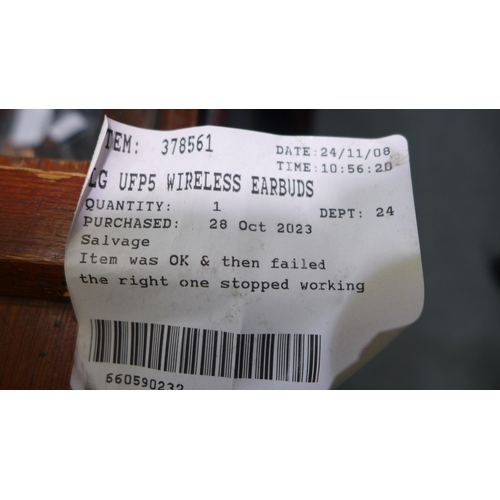 ITEM: 378561
DATE:24/11/08
TIME:10:56:20
LG UFP5 WIRELESS EARBUDS
QUANTITY: 1 DEPT: 24
PURCHASED: 28 Oct 2023
Salvage
Item was OK & then failed
the right one stopped working
660590232